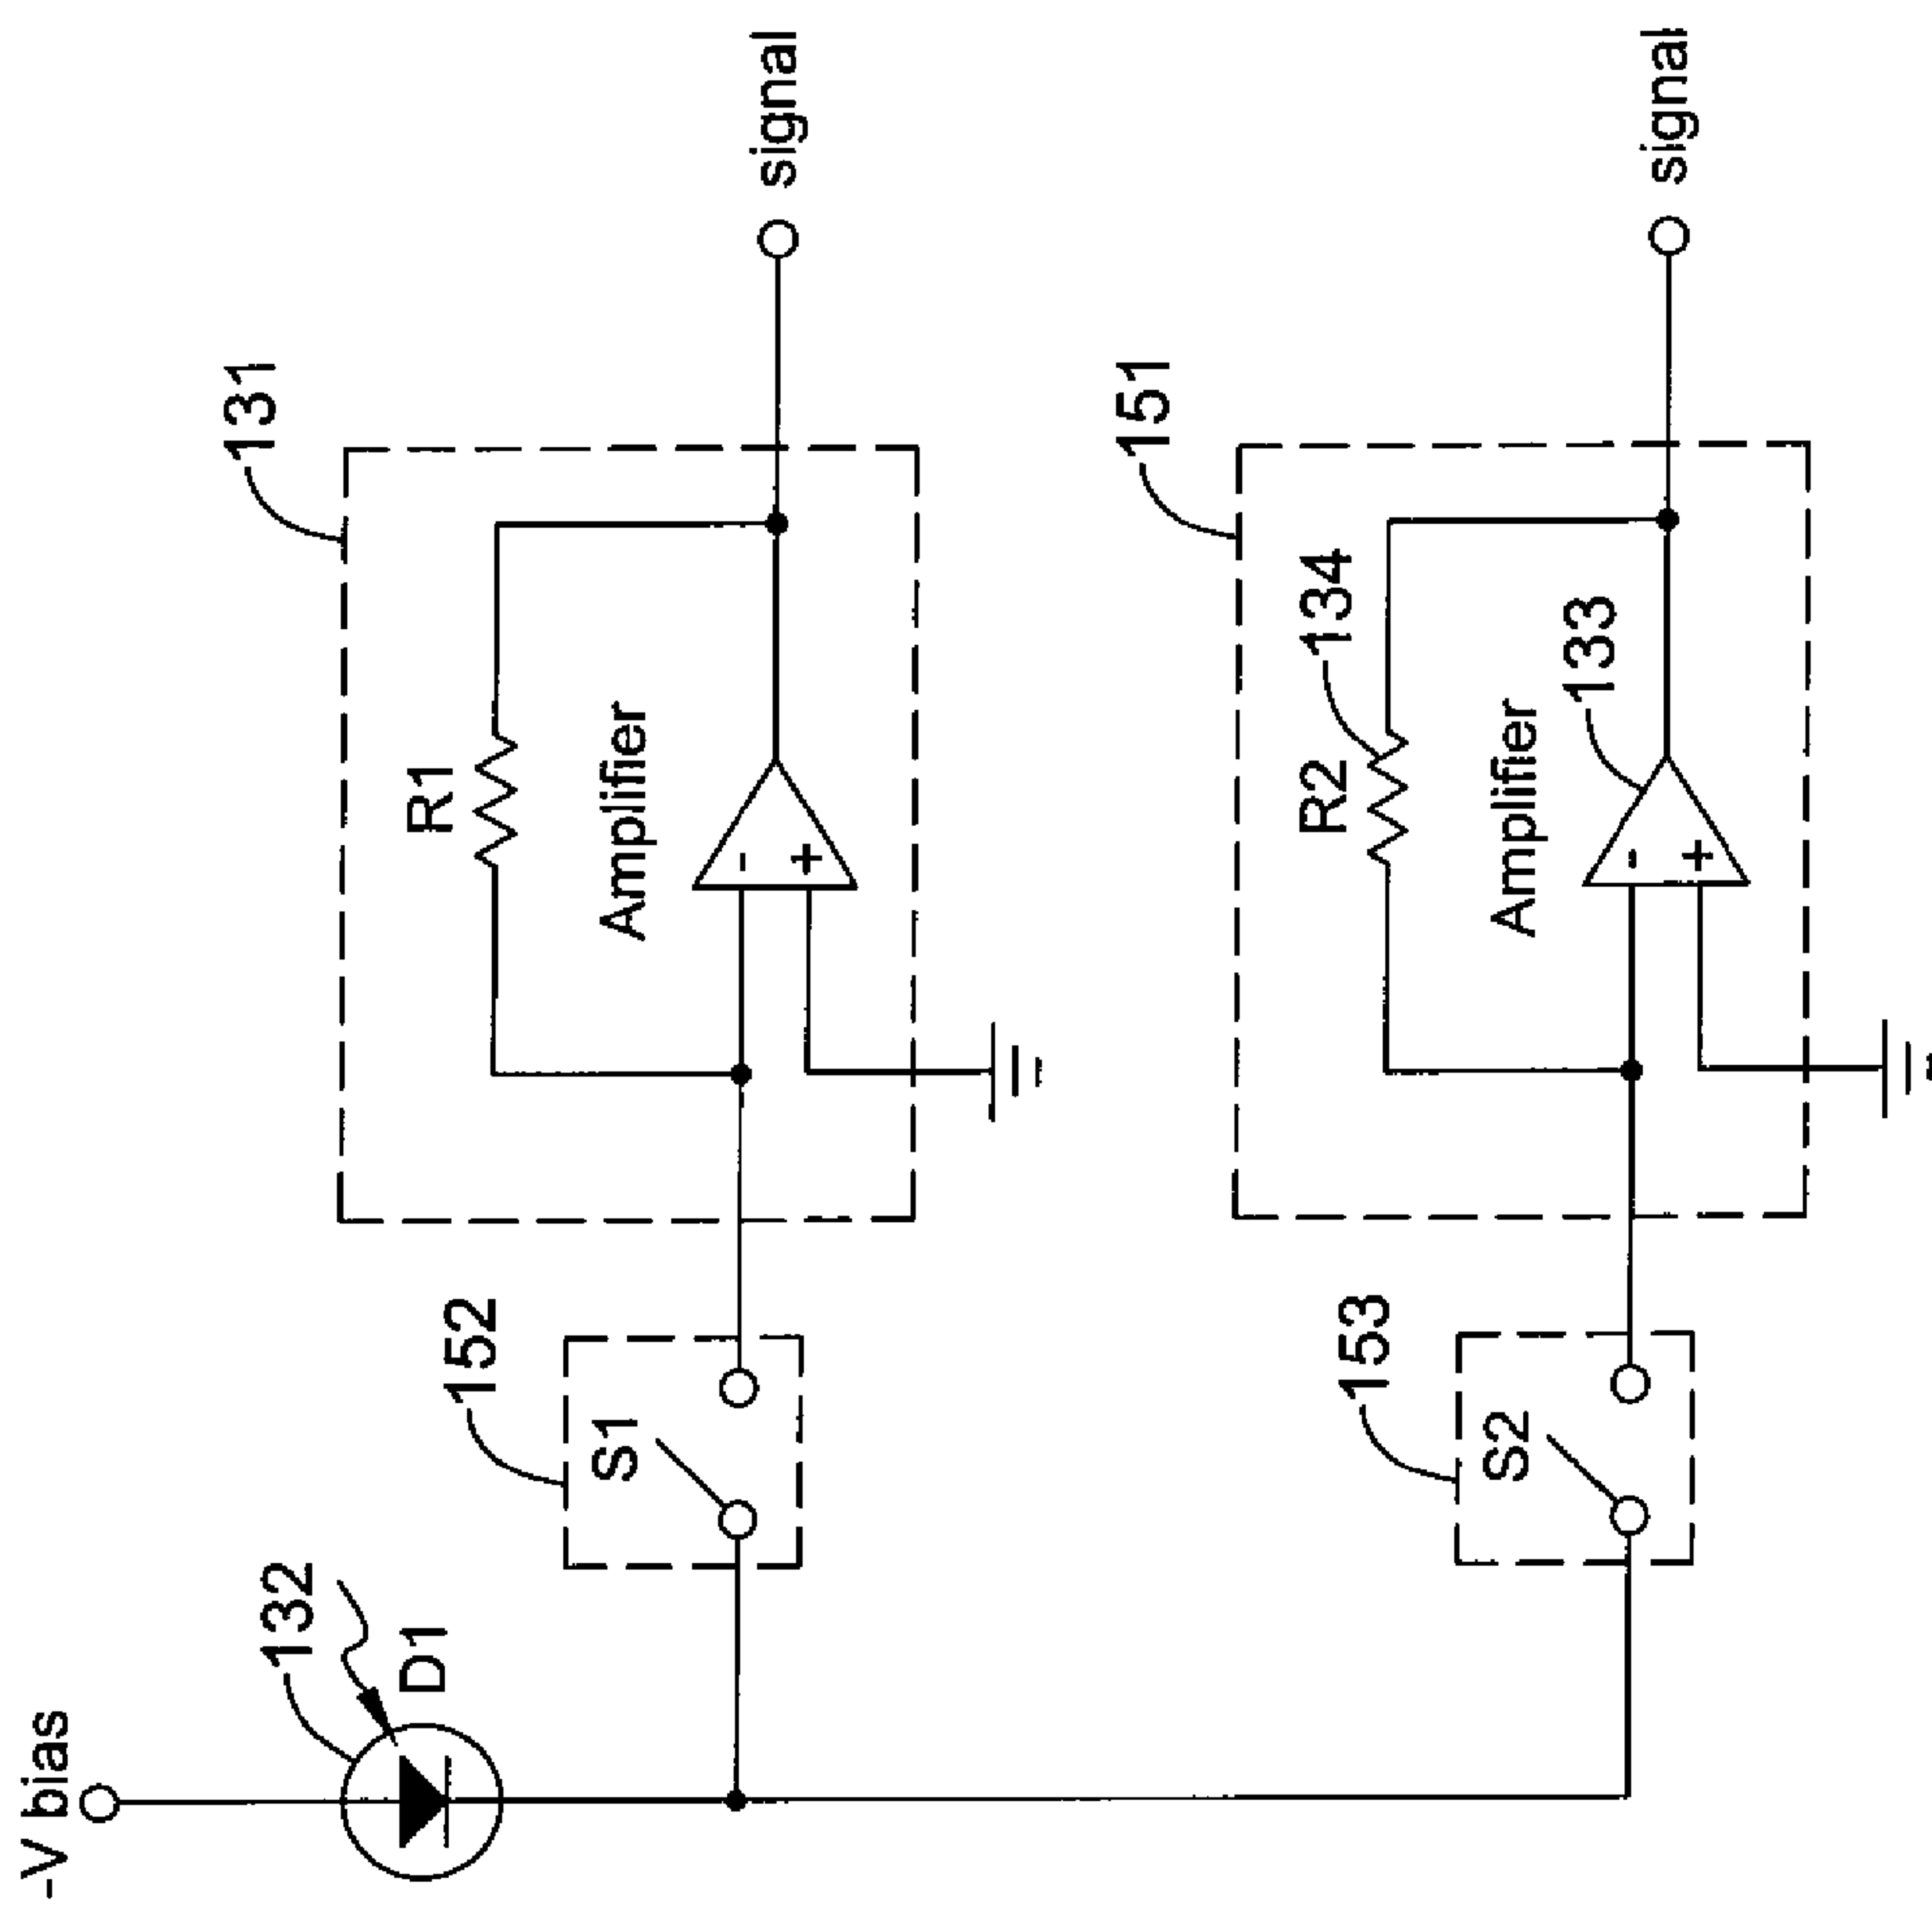 -V bias
132
D1
152
S1
131
R1
Amplifier
-
+
signal
153
S2
151
R2
134
Amplifier
133
-
+
signal